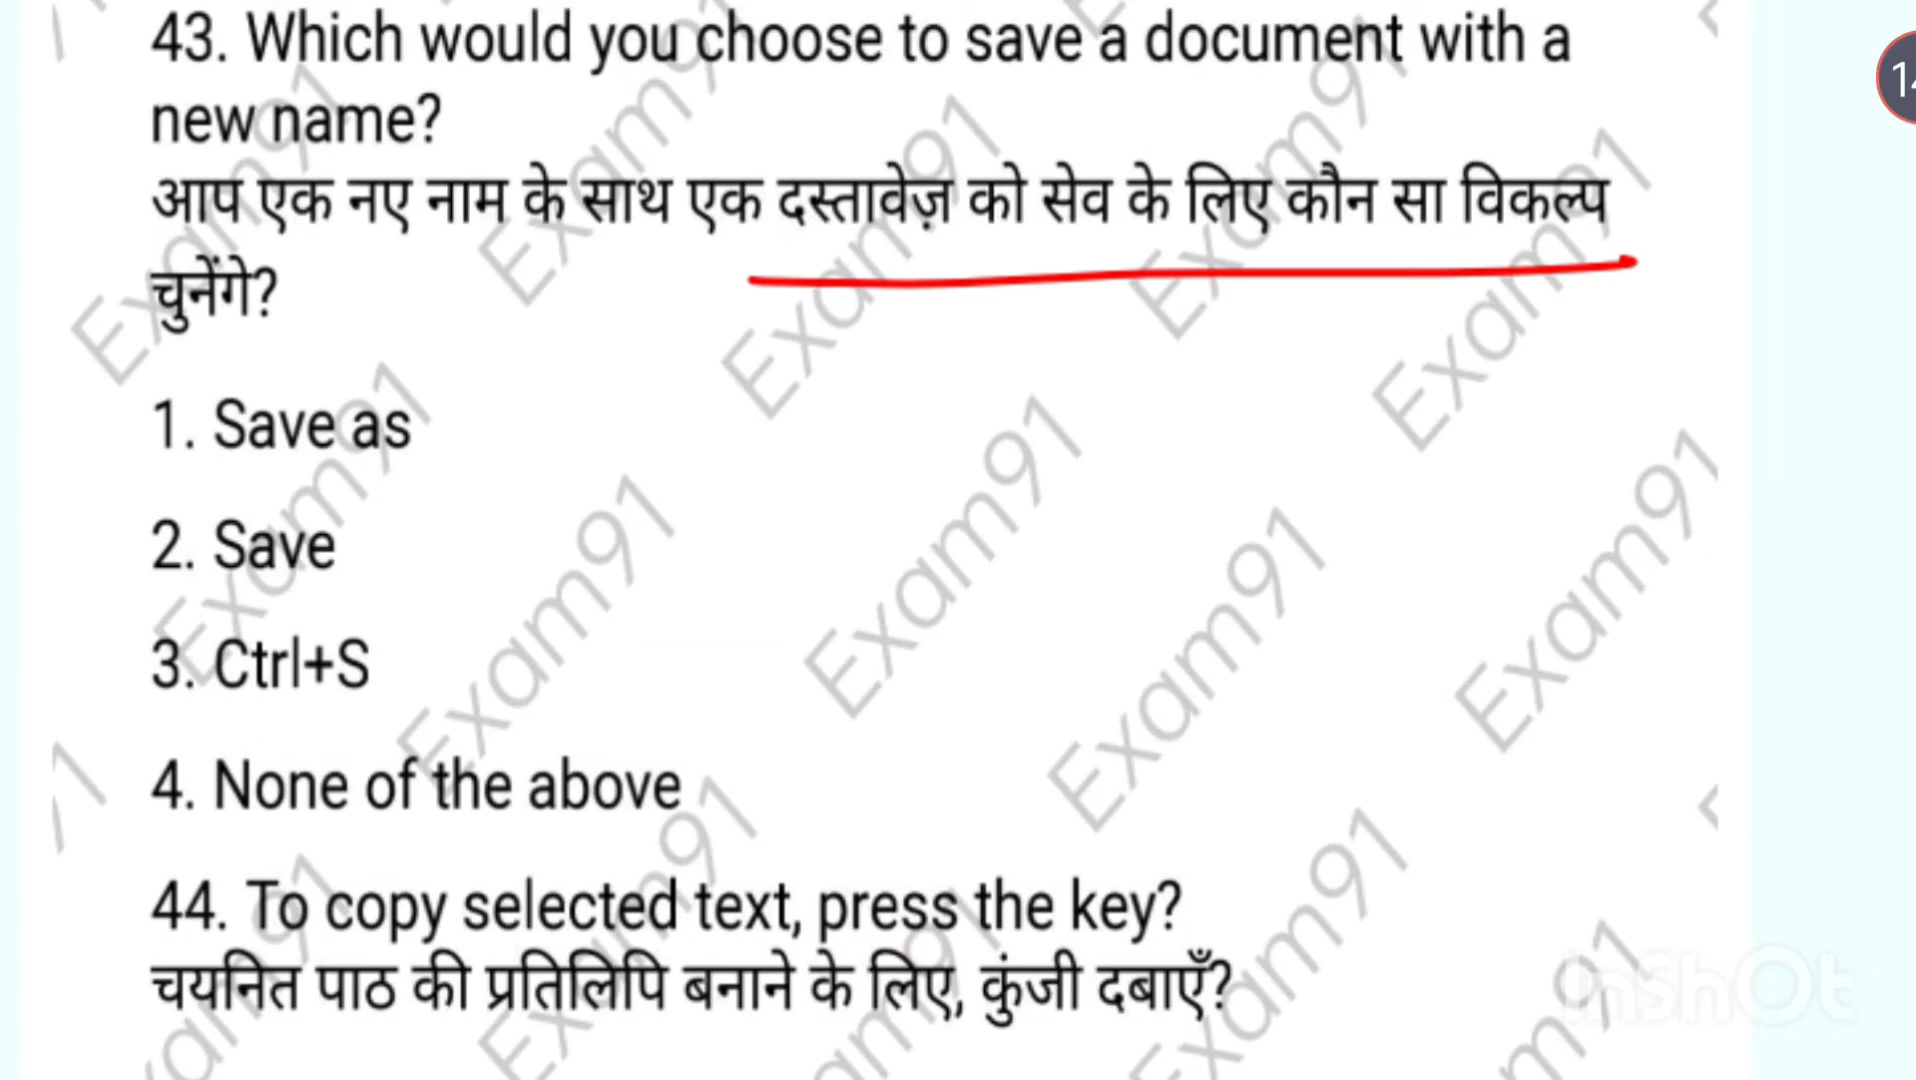 43. Which would you choose to save a document with a
new name?
आप एक नए नाम के साथ एक दस्तावेज़ को सेव के लिए कौन सा विकल्प
चुनेंगे?
1. Save as
2. Save
3. Ctrl+S
4. None of the above
44. To copy selected text, press the key?
चयनित पाठ की प्रतिलिपि बनाने के लिए, कुंजी दबाएँ?
Exam91
InShOt